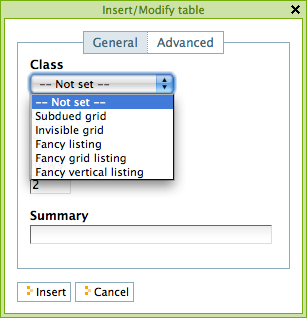 Insert/Modify table
General
Advanced
Class
-- Not set --
-- Not set --
Subdued grid
Invisible grid
Fancy listing
Fancy grid listing
Fancy vertical listing
2
Summary
Insert
Cancel